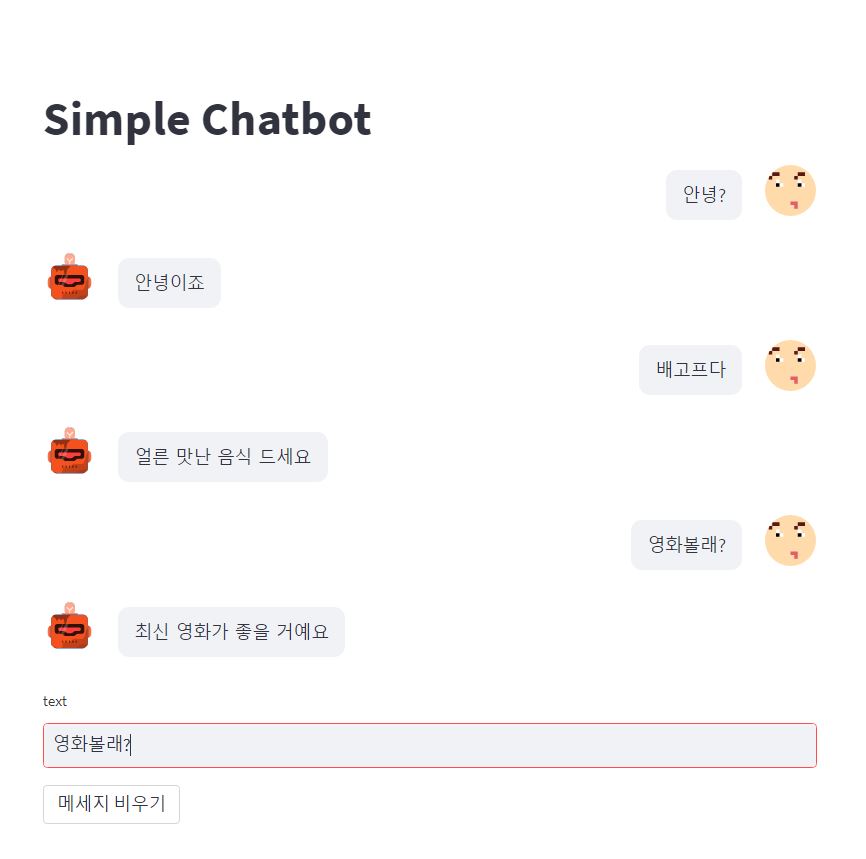 Simple Chatbot
안녕?
안녕이죠
배고프다
얼른 맛난 음식 드세요
영화볼래?
최신 영화가 좋을 거예요
text
영화볼래?
메세지 비우기